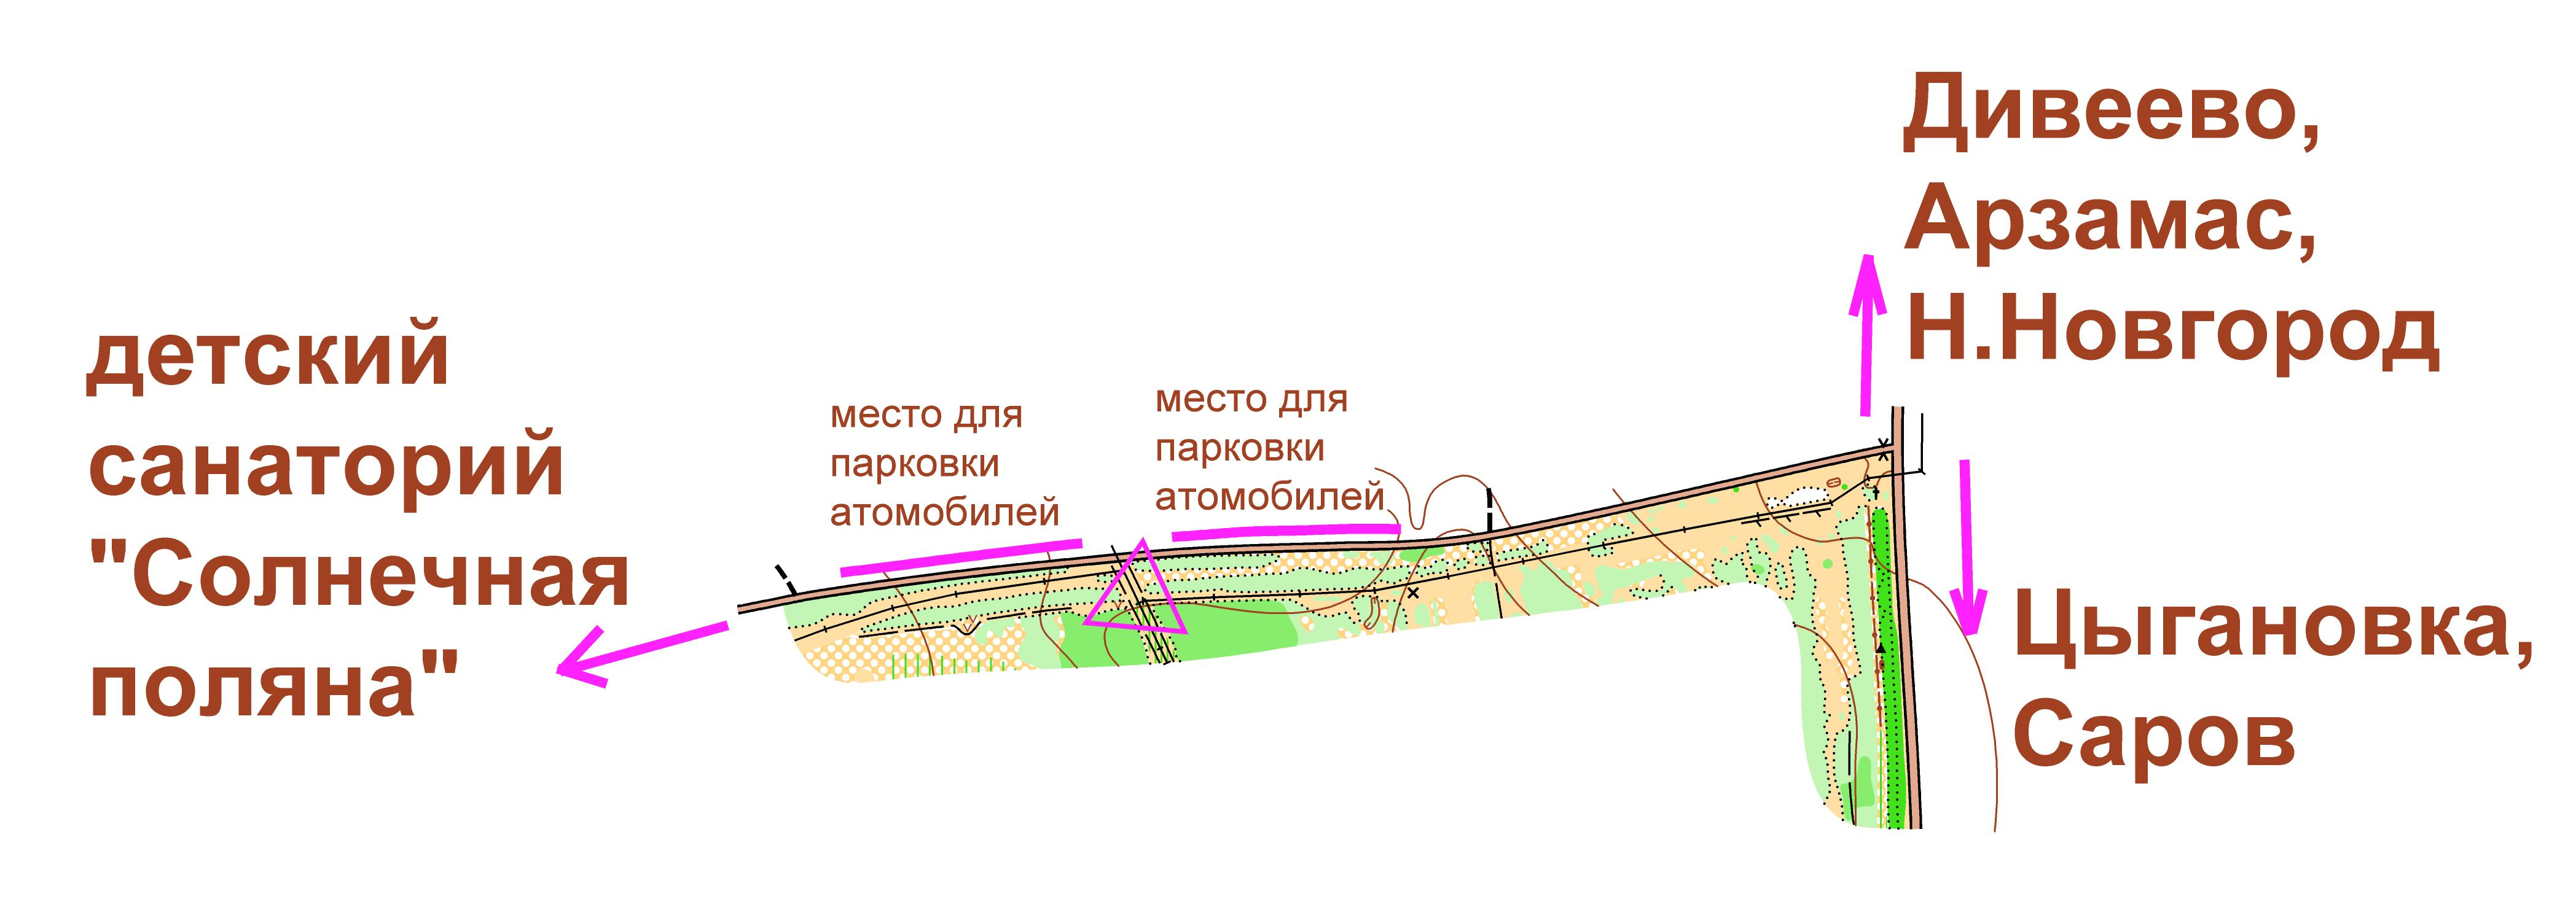 Дивеево,
Арзамас,
Н.Новгород
детский
санаторий
"Солнечная
поляна"
место для
парковки
атомобилей
место для
парковки
атомобилей
Цыгановка,
Саров